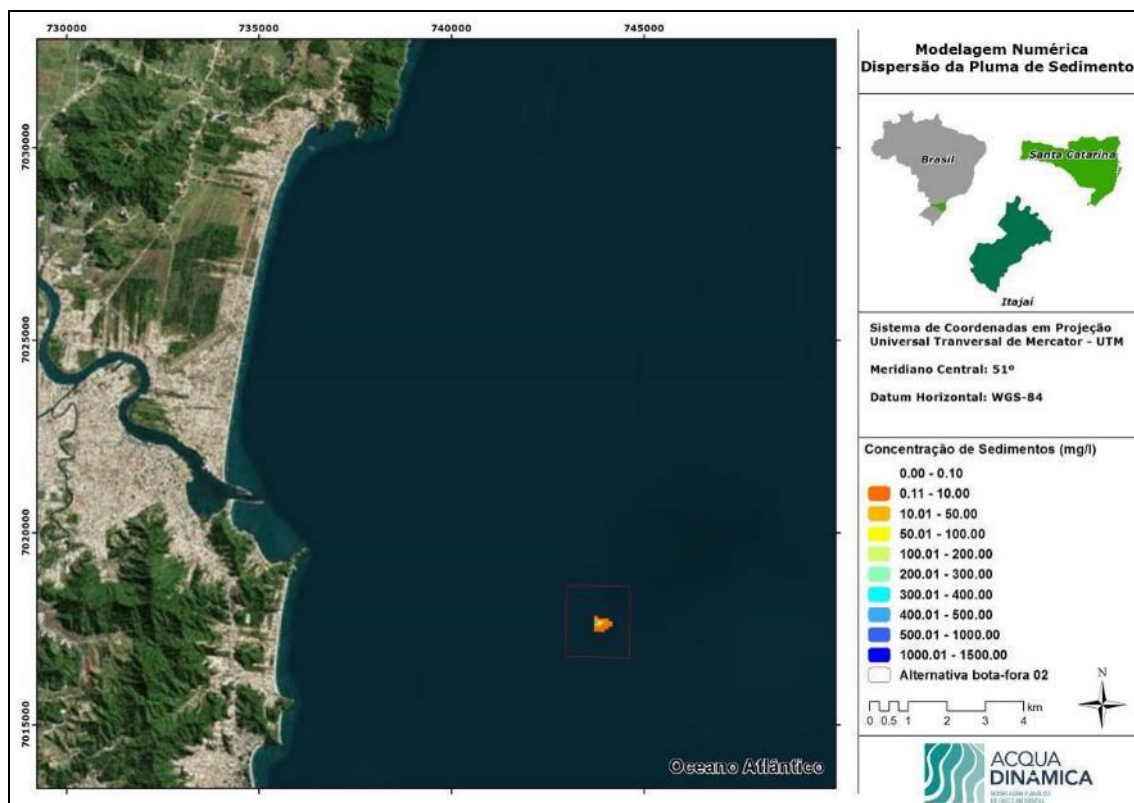 730000
735000
740000
745000
7030000
7025000
7020000
7015000
Oceano Atlântico
Modelagem Numérica
Dispersão da Pluma de Sedimento
Brasil
Santa Catarina
Itajaí
Sistema de Coordenadas em Projeção
Universal Tranversal de Mercator - UTM
Meridiano Central: 51º
Datum Horizontal: WGS-84
Concentração de Sedimentos (mg/l)
0.00 - 0.10
0.11 - 10.00
10.01 - 50.00
50.01 - 100.00
100.01 - 200.00
200.01 - 300.00
300.01 - 400.00
400.01 - 500.00
500.01 - 1000.00
1000.01 - 1500.00
Alternativa bota-fora 02
N
km
0 0.5 1 2 3 4
ACQUA
DINAMICA